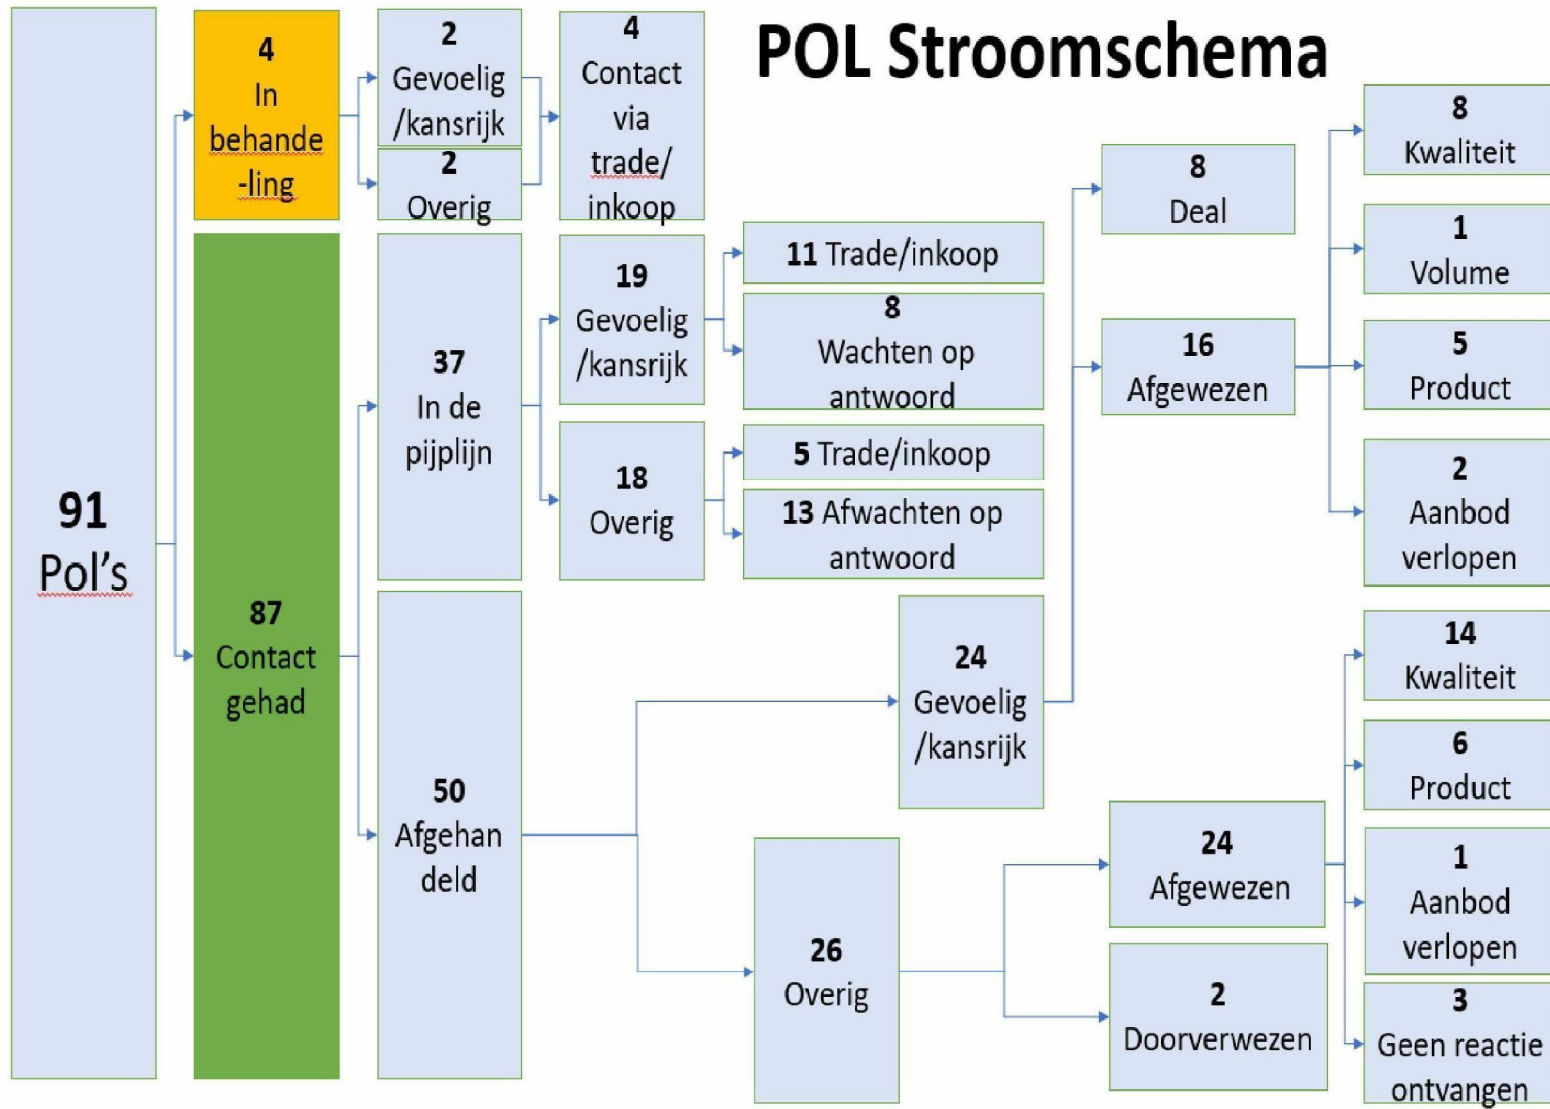 POL Stroomschema
91
Pol's
4
In
behande
-ling
87
Contact
gehad
2
Gevoelig
/kansrijk
2
Overig
4
Contact
via
trade/
inkoop
37
In de
pijplijn
19
Gevoelig
/kansrijk
11 Trade/inkoop
8
Wachten op
antwoord
18
Overig
5 Trade/inkoop
13 Afwachten op
antwoord
50
Afgehan
deld
24
Gevoelig
/kansrijk
8
Deal
16
Afgewezen
8
Kwaliteit
1
Volume
5
Product
2
Aanbod
verlopen
26
Overig
24
Afgewezen
2
Doorverwezen
14
Kwaliteit
6
Product
1
Aanbod
verlopen
3
Geen reactie
ontvangen